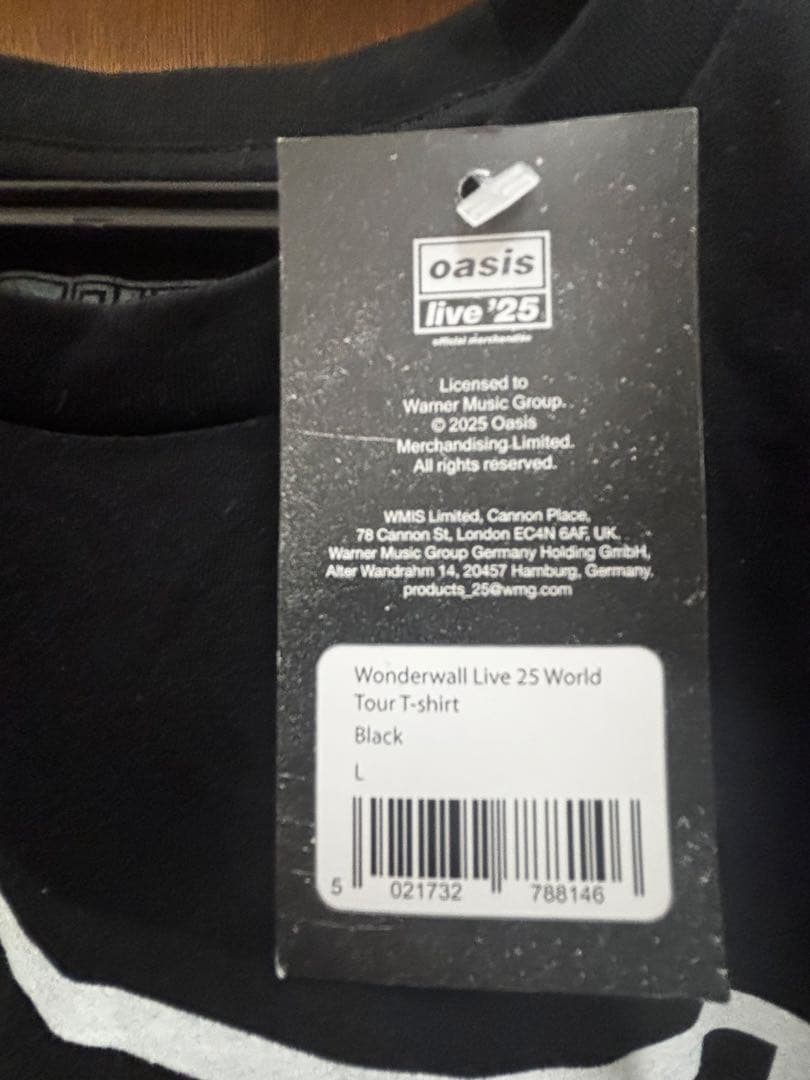 oasis
live '25
official merchandise
Licensed to
Warner Music Group.
© 2025 Oasis
Merchandising Limited.
All rights reserved.
WMIS Limited, Cannon Place,
78 Cannon St, London EC4N 6AF, UK.
Warner Music Group Germany Holding GmbH,
Alter Wandrahm 14, 20457 Hamburg, Germany.
products_25@wmg.com
Wonderwall Live 25 World
Tour T-shirt
Black
L
5 021732 788146